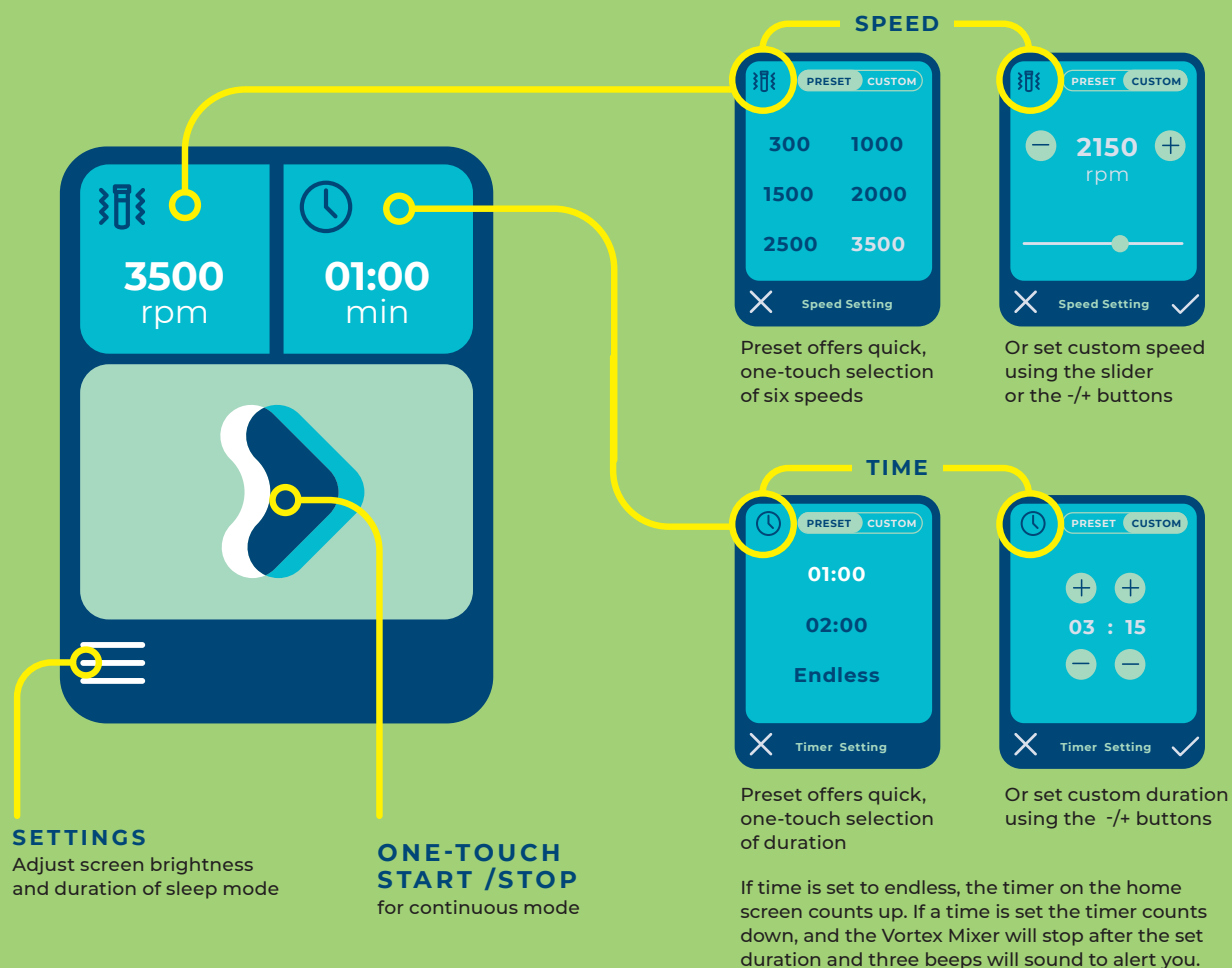 3500
rpm
01:00
min
SETTINGS
Adjust screen brightness
and duration of sleep mode
ONE-TOUCH
START /STOP
for continuous mode
SPEED
PRESET CUSTOM
300 1000
1500 2000
2500 3500
Speed Setting
Preset offers quick,
one-touch selection
of six speeds
PRESET CUSTOM
2150
rpm
Speed Setting
Or set custom speed
using the slider
or the -/+ buttons
TIME
PRESET CUSTOM
01:00
02:00
Endless
Timer Setting
Preset offers quick,
one-touch selection
of duration
PRESET CUSTOM
03 : 15
Timer Setting
Or set custom duration
using the -/+ buttons
If time is set to endless, the timer on the home
screen counts up. If a time is set the timer counts
down, and the Vortex Mixer will stop after the set
duration and three beeps will sound to alert you.